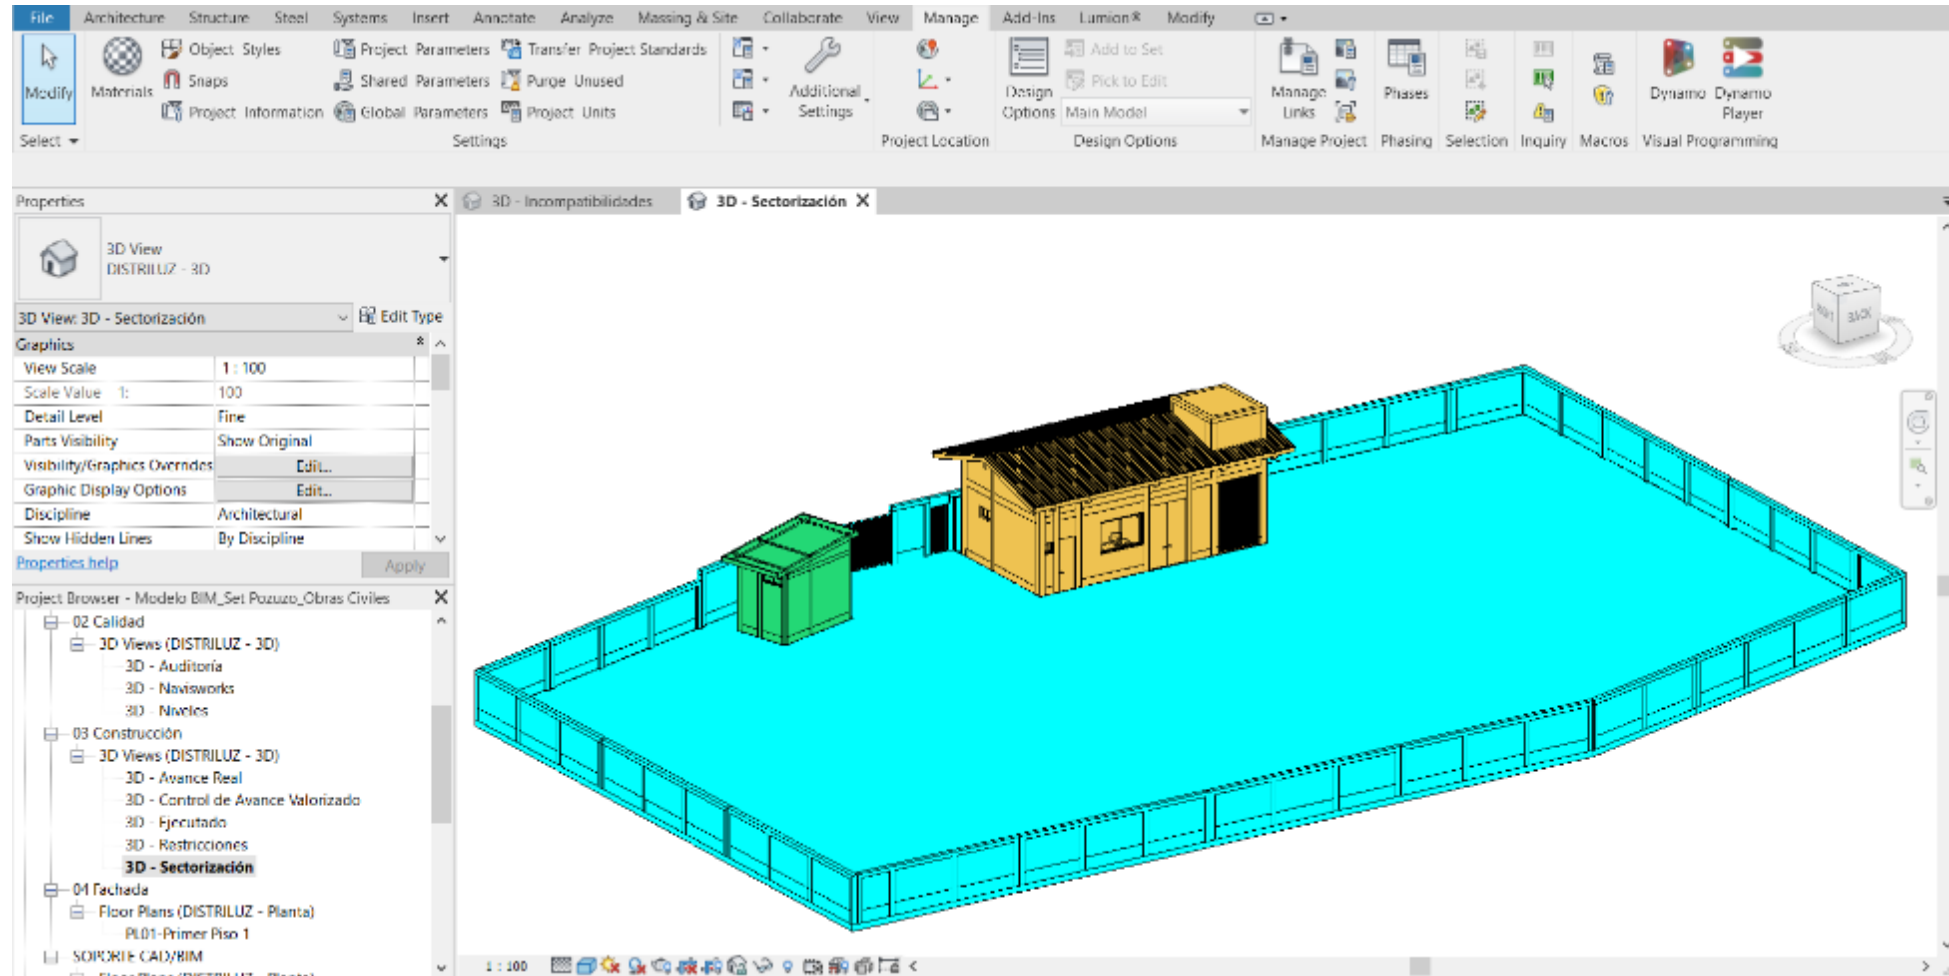 File Architecture Structure Steel Systems Insert Annotate Analyze Massing & Site Collaborate View Manage Add-Ins Lumion® Modify
Modify
Select
Materials
Object Styles
Snaps
Project Information
Project Parameters
Shared Parameters
Global Parameters
Transfer Project Standards
Purge Unused
Project Units
Settings
Additional
Settings
Project Location
Design
Options
Add to Set
Pick to Edit
Main Model
Design Options
Manage
Links
Manage Project
Phases
Phasing
Selection
Inquiry
Macros
Dynamo
Dynamo
Player
Visual Programming
Properties
3D - Incompatibilidades
3D - Sectorización
3D View
DISTRILUZ - 3D
3D View: 3D - Sectorización
Edit Type
Graphics
View Scale 1 : 100
Scale Value 1: 100
Detail Level Fine
Parts Visibility Show Original
Visibility/Graphics Overrides Edit...
Graphic Display Options Edit...
Discipline Architectural
Show Hidden Lines By Discipline
Properties help
Apply
Project Browser - Modelo BIM_Set Pozuzo_Obras Civiles
02 Calidad
3D Views (DISTRILUZ - 3D)
3D - Auditoría
3D - Navisworks
3D - Niveles
03 Construcción
3D Views (DISTRILUZ - 3D)
3D - Avance Real
3D - Control de Avance Valorizado
3D - Ejecutado
3D - Restricciones
3D - Sectorización
04 Fachada
Floor Plans (DISTRILUZ - Planta)
PL01-Primer Piso 1
SOPORTE CAD/BIM
Floor Plans (DISTRILUZ - Planta)
BACK
1 : 100